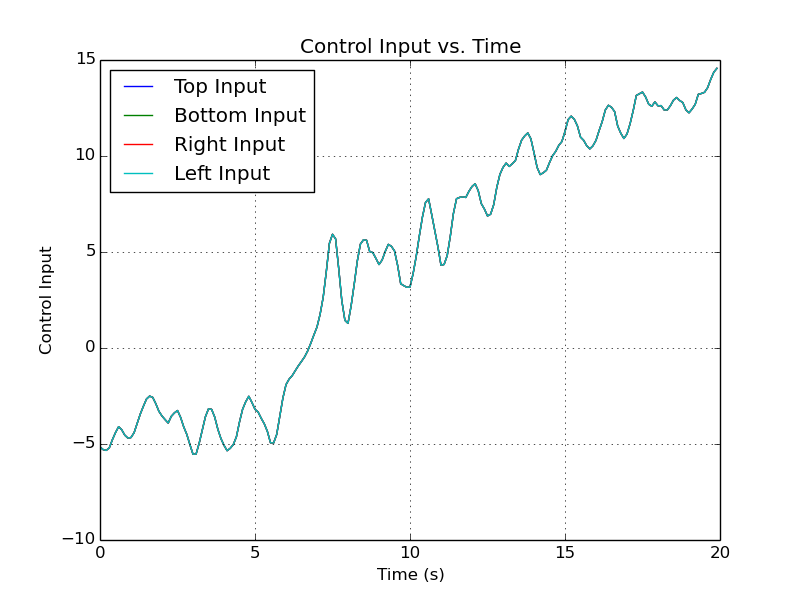 Control Input vs. Time
15
Top Input
Bottom Input
Right Input
Left Input
10
5
0
−5
−10
Control Input
0 5 10 15 20
Time (s)